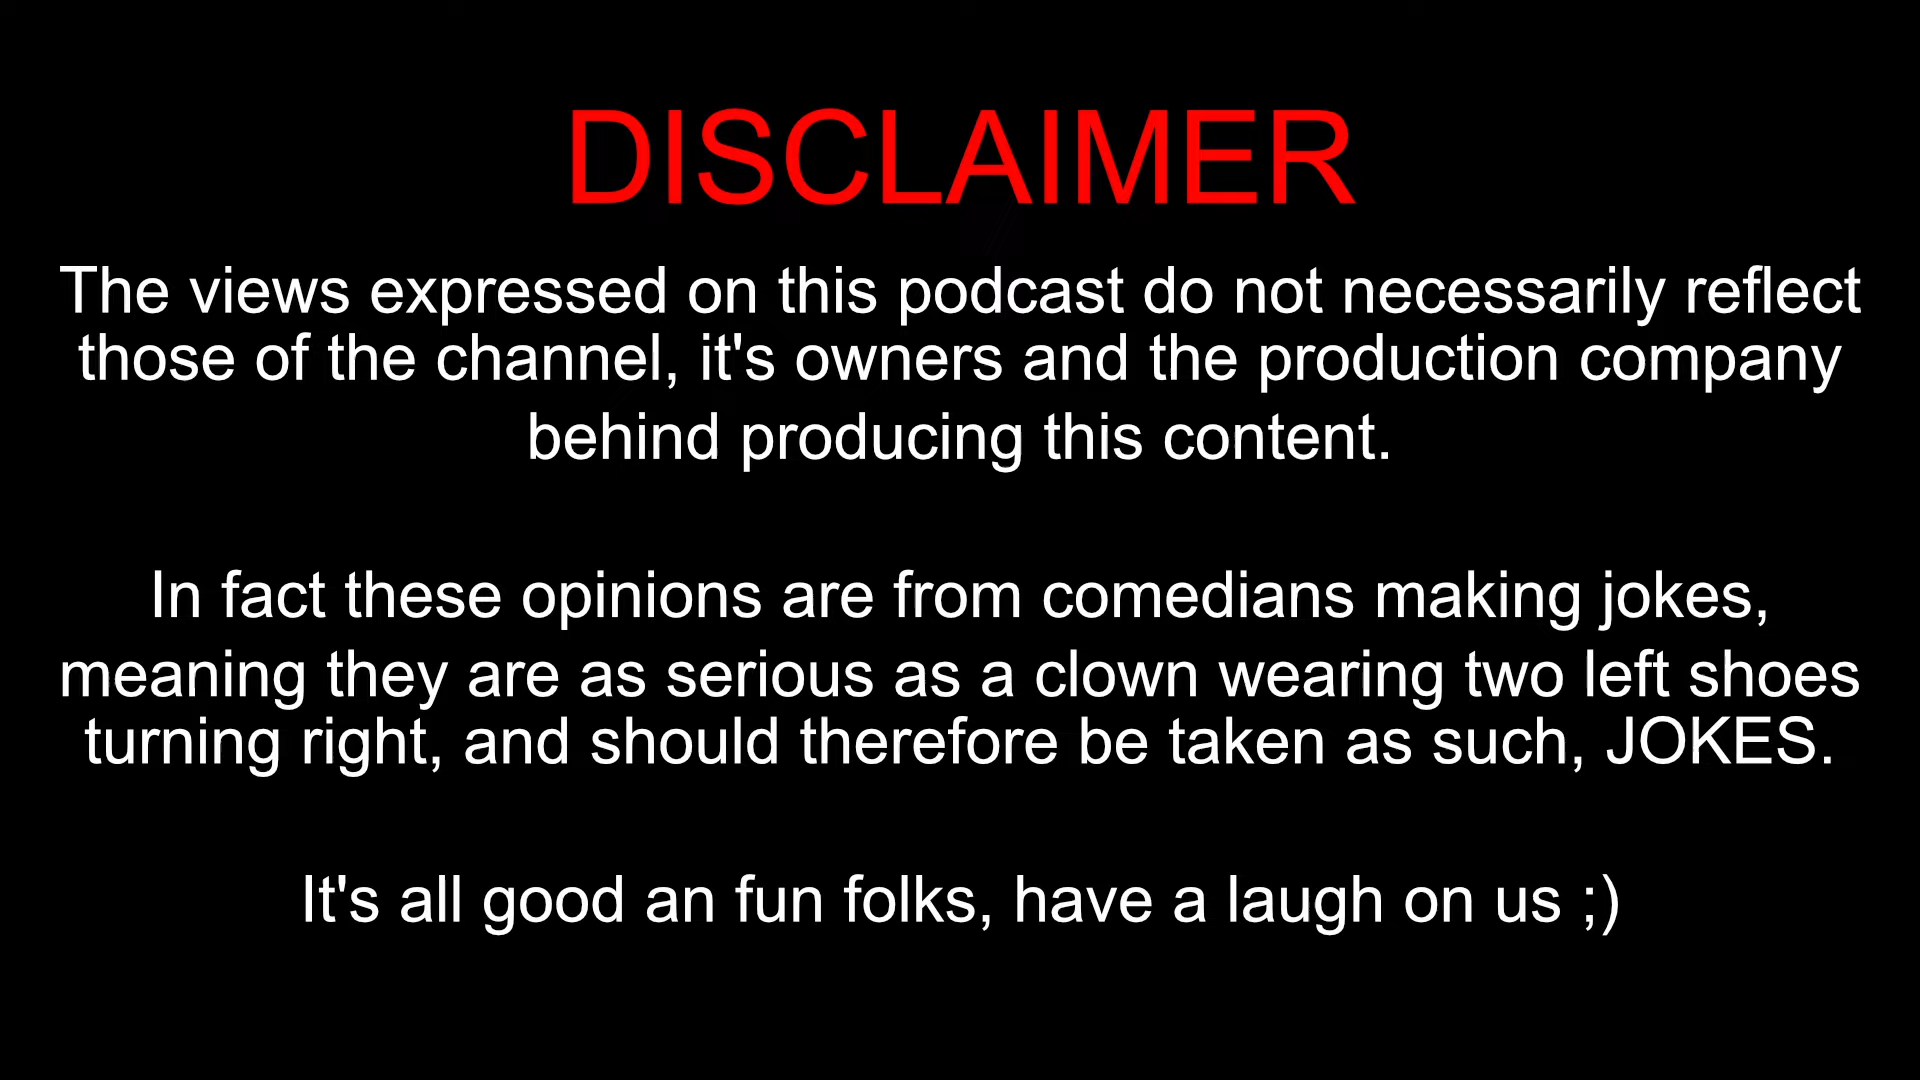 DISCLAIMER
The views expressed on this podcast do not necessarily reflect
those of the channel, it's owners and the production company
behind producing this content.
In fact these opinions are from comedians making jokes,
meaning they are as serious as a clown wearing two left shoes
turning right, and should therefore be taken as such, JOKES.
It's all good an fun folks, have a laugh on us ;)